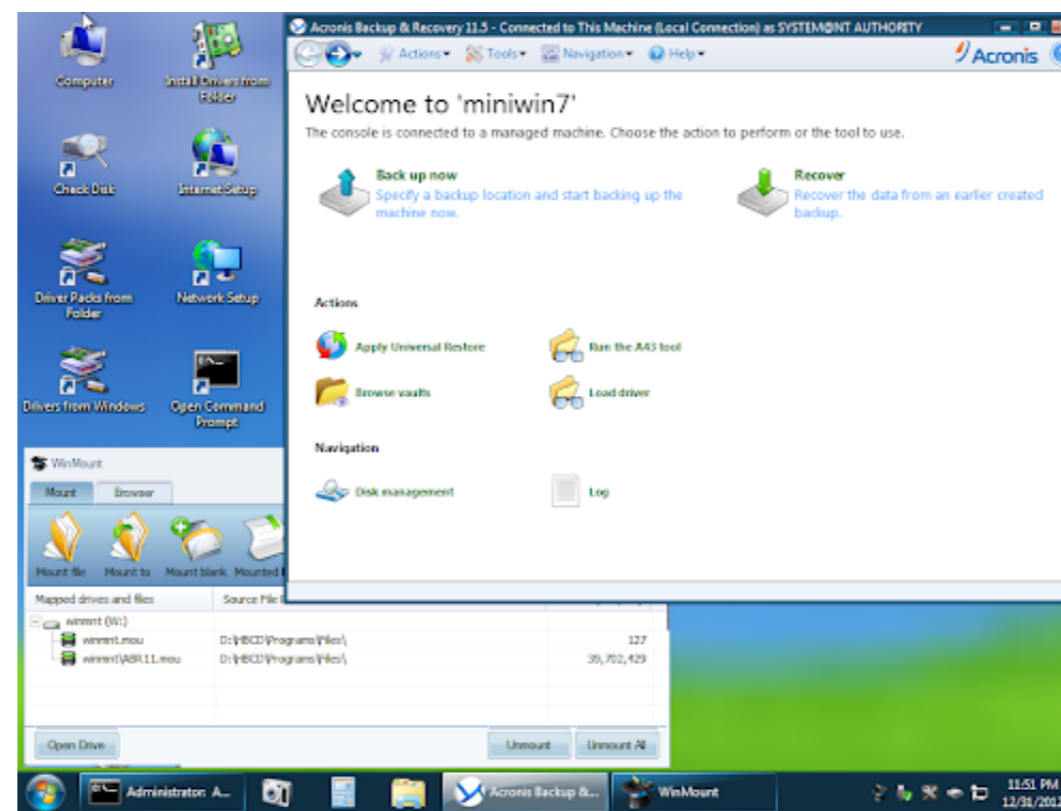 Computer
Install Drivers from
Folder
Check Disk
Internet Setup
Driver Packs from
Folder
Network Setup
Drivers from Windows
Open Command
Prompt
Acronis Backup & Recovery 11.5 - Connected to This Machine (Local Connection) as SYSTEM@NT AUTHORITY
Actions
Tools
Navigation
Help
Acronis
Welcome to 'miniwin7'
The console is connected to a managed machine. Choose the action to perform or the tool to use.
Back up now
Specify a backup location and start backing up the
machine now.
Recover
Recover the data from an earlier created
backup.
Actions
Apply Universal Restore
Run the A43 tool
Browse vaults
Load driver
Navigation
Disk management
Log
WinMount
Mount
Browser
Mount file
Mount to
Mount blank
Mounted
Mapped drives and files
Source File
winmnt (W:)
winmnt.mou
D:\HBCD\Programs\Files\
127
winmnt\ABR11.mou
D:\HBCD\Programs\Files\
39,702,429
Open Drive
Unmount
Unmount All
Administrator: A...
Acronis Backup &...
WinMount
11:51 PM